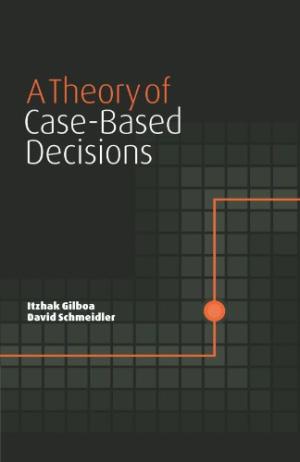 A Theory of
Case-Based
Decisions
Itzhak Gilboa
David Schmeidler